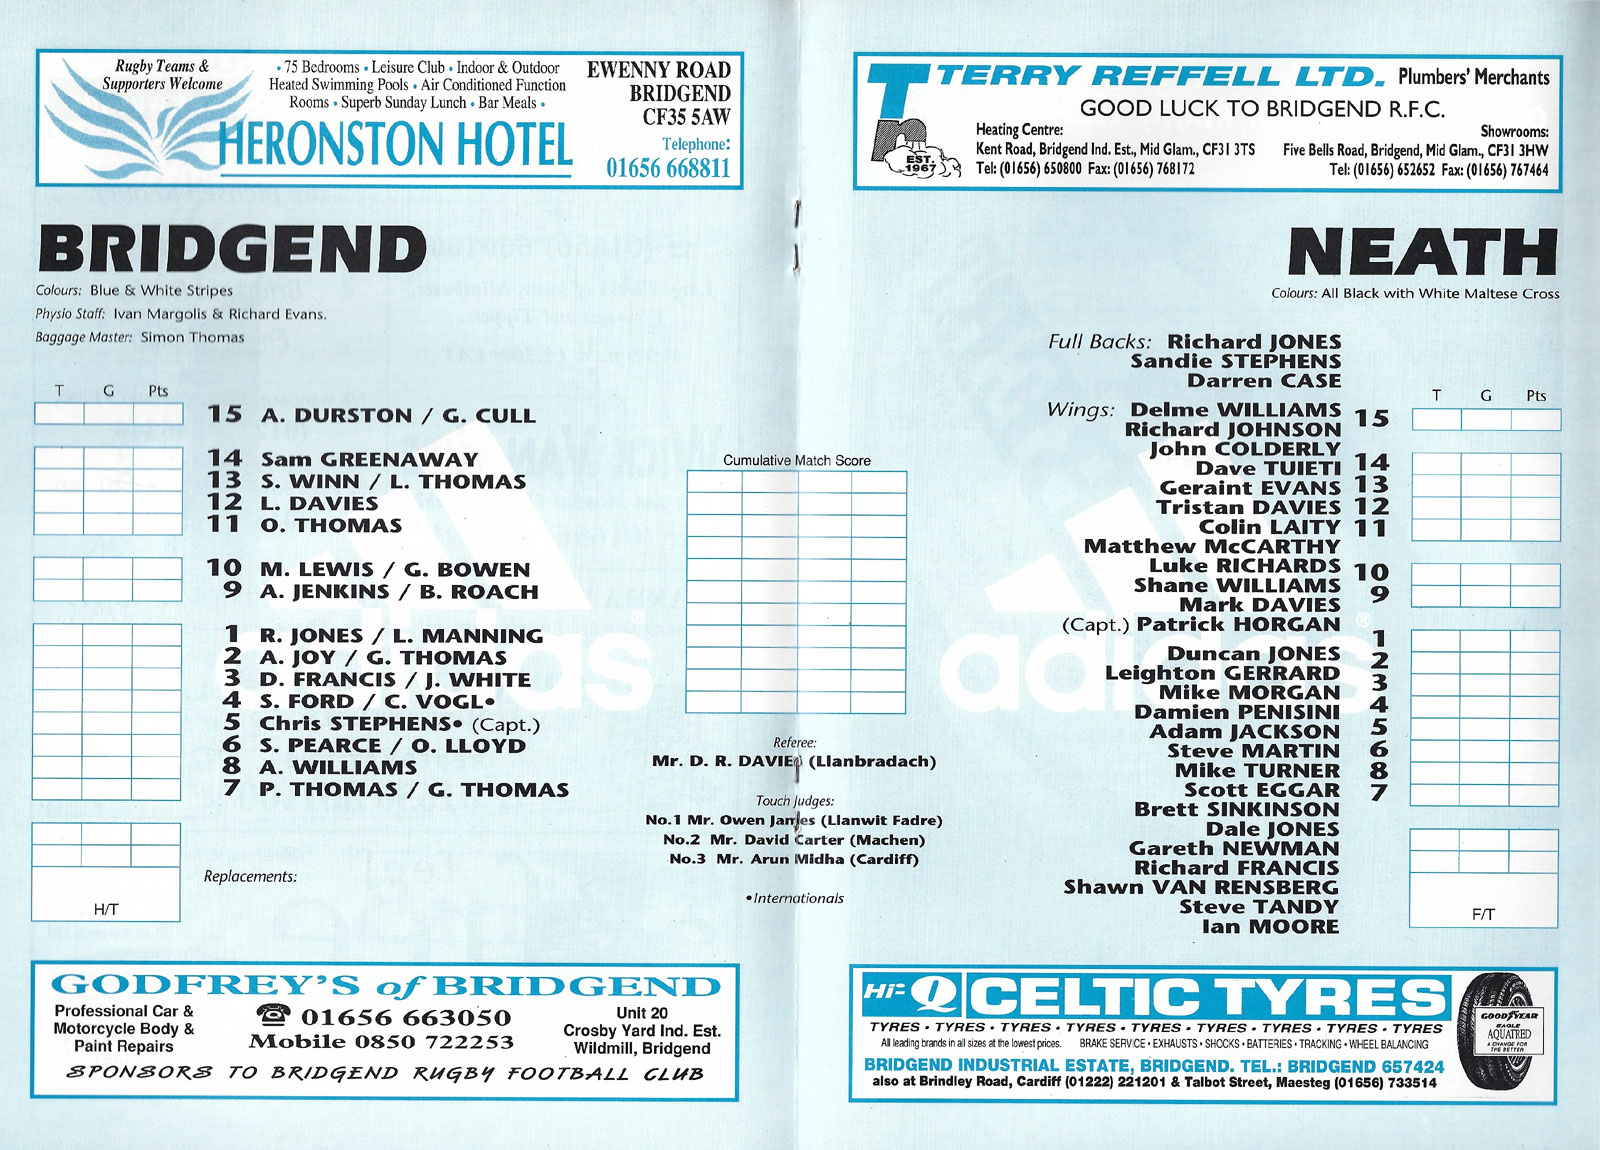 Rugby Teams &
Supporters Welcome
• 75 Bedrooms • Leisure Club • Indoor & Outdoor
Heated Swimming Pools • Air Conditioned Function
Rooms • Superb Sunday Lunch • Bar Meals •
HERONSTON HOTEL
EWENNY ROAD
BRIDGEND
CF35 5AW
Telephone:
01656 668811
BRIDGEND
Colours: Blue & White Stripes
Physio Staff: Ivan Margolis & Richard Evans.
Baggage Master: Simon Thomas
T G Pts
15 A. DURSTON / G. CULL
14 Sam GREENAWAY
13 S. WINN / L. THOMAS
12 L. DAVIES
11 O. THOMAS
10 M. LEWIS / G. BOWEN
9 A. JENKINS / B. ROACH
1 R. JONES / L. MANNING
2 A. JOY / G. THOMAS
3 D. FRANCIS / J. WHITE
4 S. FORD / C. VOGL•
5 Chris STEPHENS• (Capt.)
6 S. PEARCE / O. LLOYD
8 A. WILLIAMS
7 P. THOMAS / G. THOMAS
Replacements:
H/T
adidas
GODFREY'S of BRIDGEND
Professional Car &
Motorcycle Body &
Paint Repairs
☎ 01656 663050
Mobile 0850 722253
Unit 20
Crosby Yard Ind. Est.
Wildmill, Bridgend
SPONSORS TO BRIDGEND RUGBY FOOTBALL CLUB
Cumulative Match Score
Referee:
Mr. D. R. DAVIES (Llanbradach)
Touch Judges:
No.1 Mr. Owen James (Llanwit Fadre)
No.2 Mr. David Carter (Machen)
No.3 Mr. Arun Midha (Cardiff)
•Internationals
Tr
EST.
1967
TERRY REFFELL LTD. Plumbers' Merchants
GOOD LUCK TO BRIDGEND R.F.C.
Heating Centre:
Kent Road, Bridgend Ind. Est., Mid Glam., CF31 3TS
Tel: (01656) 650800 Fax: (01656) 768172
Showrooms:
Five Bells Road, Bridgend, Mid Glam., CF31 3HW
Tel: (01656) 652652 Fax: (01656) 767464
NEATH
Colours: All Black with White Maltese Cross
T G Pts
Full Backs: Richard JONES
Sandie STEPHENS
Darren CASE
Wings: Delme WILLIAMS
15
Richard JOHNSON
John COLDERLY
Dave TUIETI 14
Geraint EVANS 13
Tristan DAVIES 12
Colin LAITY 11
Matthew McCARTHY
Luke RICHARDS 10
Shane WILLIAMS 9
Mark DAVIES
(Capt.) Patrick HORGAN
1
Duncan JONES 2
Leighton GERRARD 3
Mike MORGAN
Damien PENISINI 4
Adam JACKSON 5
Steve MARTIN 6
Mike TURNER 8
Scott EGGAR 7
Brett SINKINSON
Dale JONES
Gareth NEWMAN
Richard FRANCIS
Shawn VAN RENSBERG
Steve TANDY
Ian MOORE
F/T
adidas®
Hi-Q CELTIC TYRES
TYRES • TYRES • TYRES • TYRES • TYRES • TYRES • TYRES • TYRES • TYRES
All leading brands in all sizes at the lowest prices. BRAKE SERVICE • EXHAUSTS • SHOCKS • BATTERIES • TRACKING • WHEEL BALANCING
BRIDGEND INDUSTRIAL ESTATE, BRIDGEND. TEL.: BRIDGEND 657424
also at Brindley Road, Cardiff (01222) 221201 & Talbot Street, Maesteg (01656) 733514
GOODYEAR
EAGLE
AQUATRED
A CHANGE FOR
THE BETTER